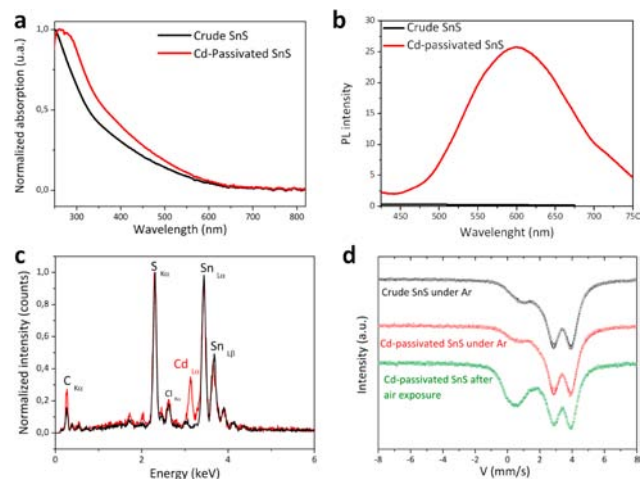 a
Crude SnS
Cd-Passivated SnS
Normalized absorption (u.a.)
1,0
0,5
0,0
300 400 500 600 700 800
Wavelength (nm)
b
Crude SnS
Cd-passivated SnS
PL intensity
30
25
20
15
10
5
0
450 500 550 600 650 700 750
Wavelenght (nm)
c
Normalized intensity (counts)
1,0
0,8
0,6
0,4
0,2
0,0
C Kα
S Kα
Cl Kα
Cd Lα
Sn Lα
Sn Lβ
0 1 2 3 4 5 6
Energy (keV)
d
Crude SnS under Ar
Cd-passivated SnS under Ar
Cd-passivated SnS after
air exposure
Intensity (a.u.)
-8 -6 -4 -2 0 2 4 6 8
V (mm/s)